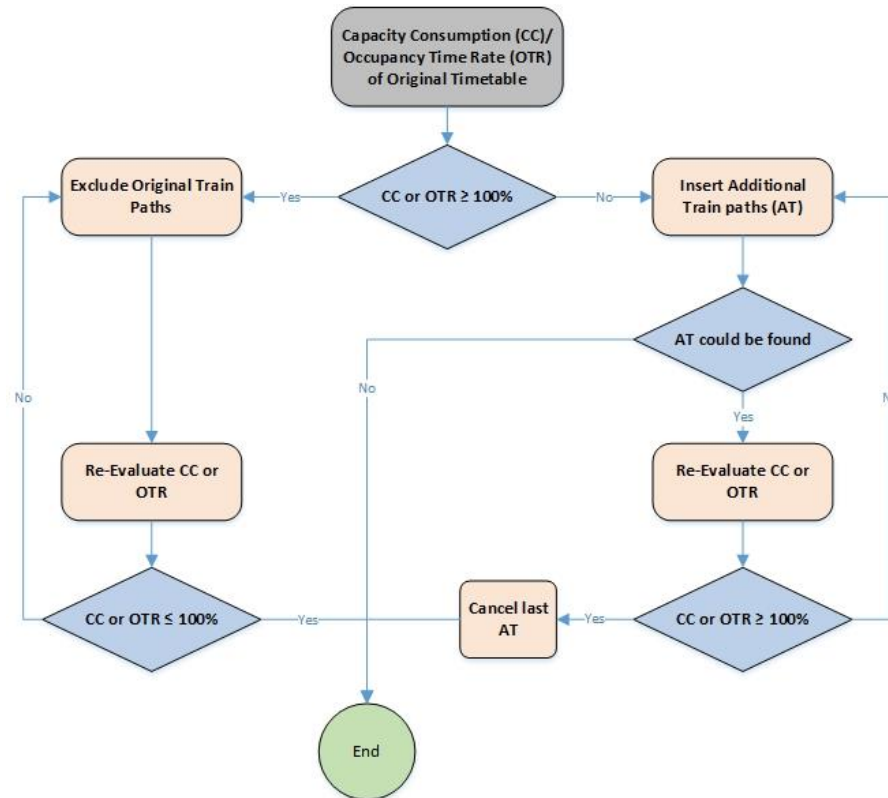 Capacity Consumption (CC)/
Occupancy Time Rate (OTR)
of Original Timetable
Exclude Original Train
Paths
Yes
CC or OTR ≥ 100%
No
Insert Additional
Train paths (AT)
AT could be found
No
No
Yes
Re-Evaluate CC or
OTR
Re-Evaluate CC or
OTR
CC or OTR ≤ 100%
Yes
Cancel last
AT
Yes
CC or OTR ≥ 100%
End